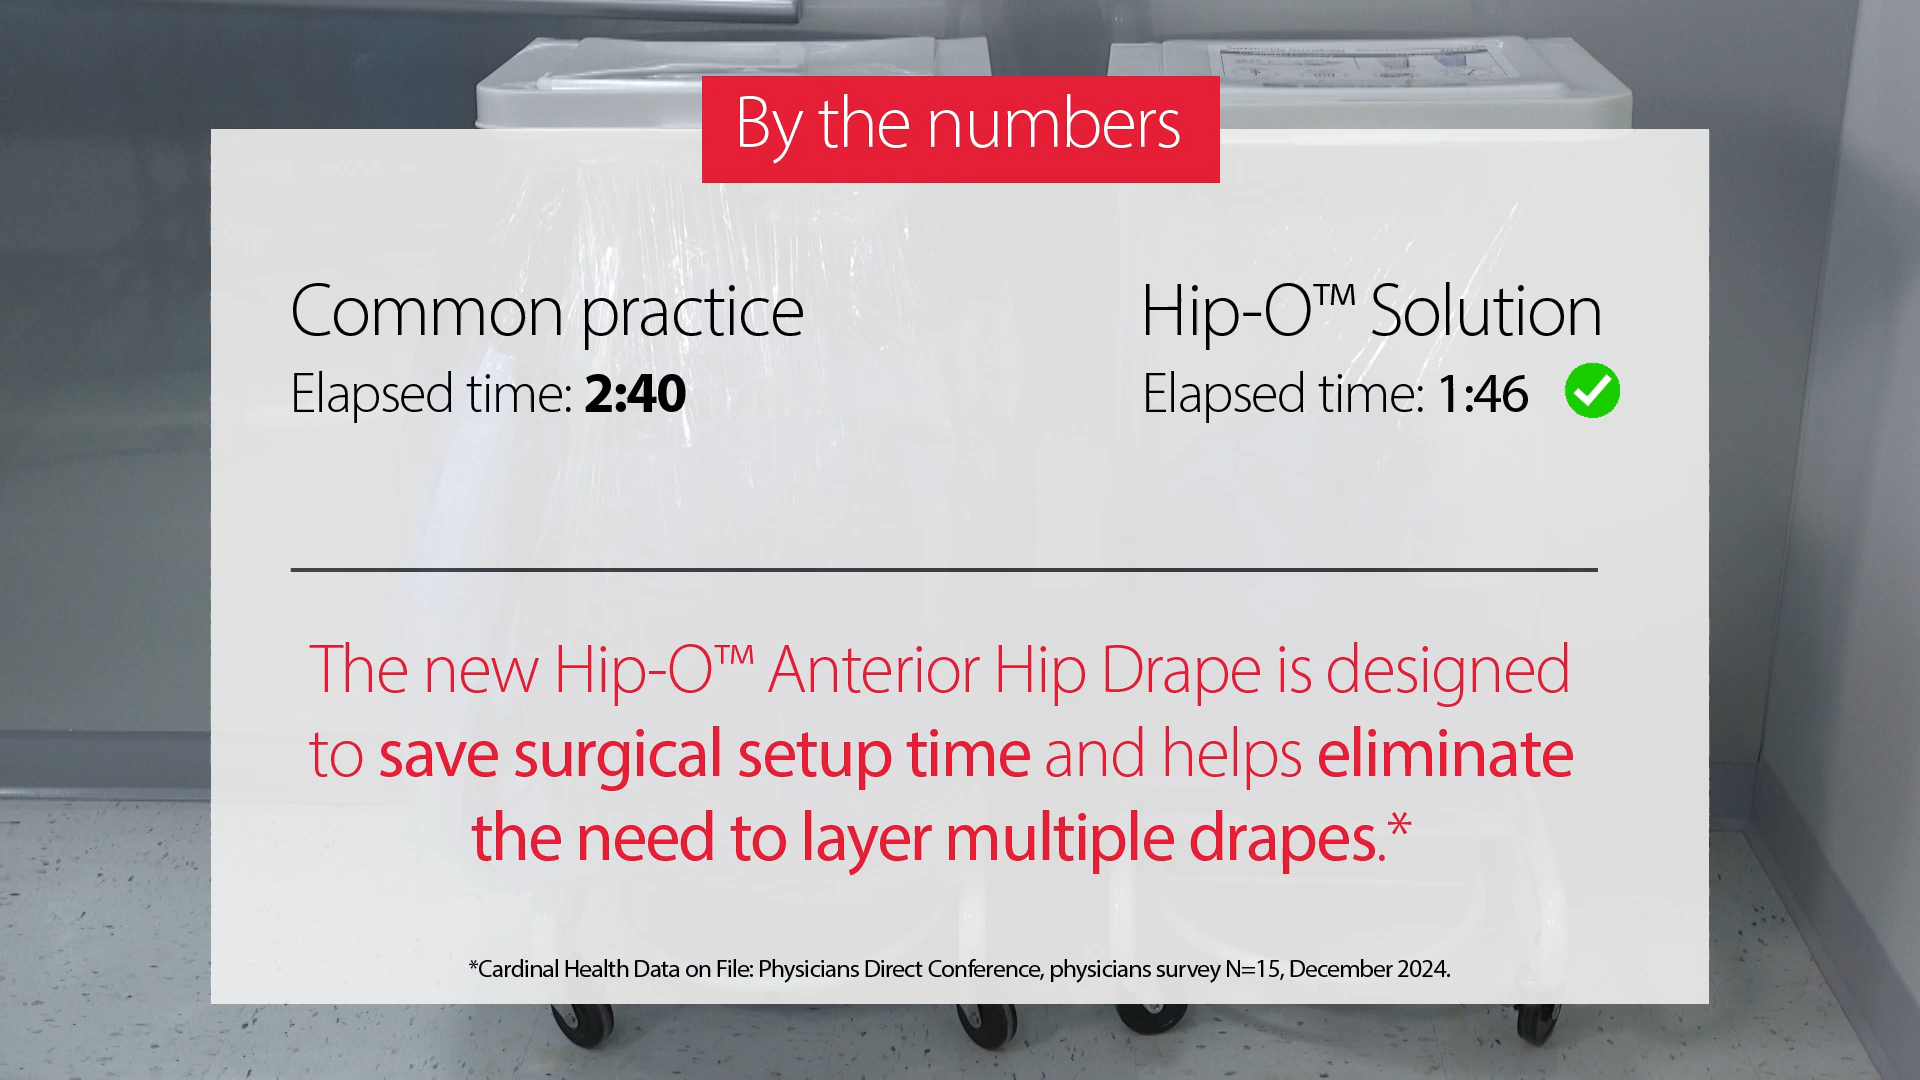 By the numbers
Common practice
Elapsed time: 2:40
Hip-O™ Solution
Elapsed time: 1:46
The new Hip-O™ Anterior Hip Drape is designed
to save surgical setup time and helps eliminate
the need to layer multiple drapes.*
*Cardinal Health Data on File: Physicians Direct Conference, physicians survey N=15, December 2024.